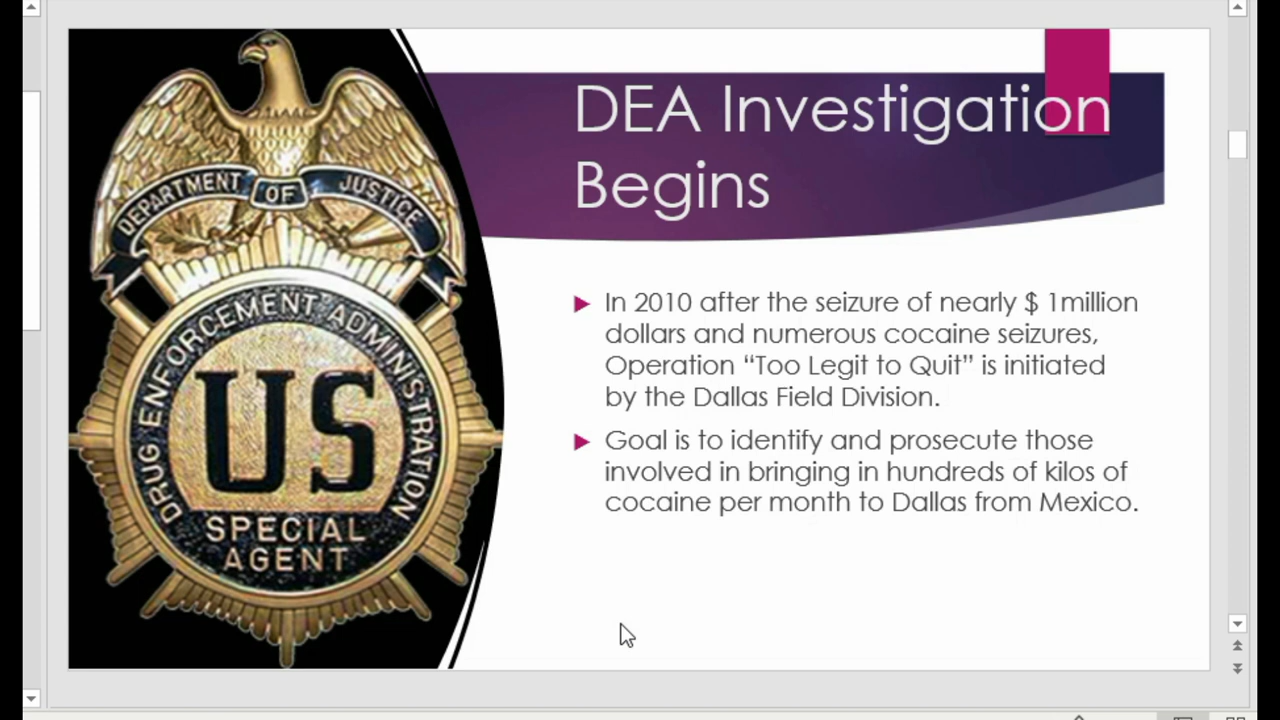 DEPARTMENT OF JUSTICE
DRUG ENFORCEMENT ADMINISTRATION
US
SPECIAL
AGENT
DEA Investigation
Begins
In 2010 after the seizure of nearly $ 1million
dollars and numerous cocaine seizures,
Operation “Too Legit to Quit” is initiated
by the Dallas Field Division.
Goal is to identify and prosecute those
involved in bringing in hundreds of kilos of
cocaine per month to Dallas from Mexico.